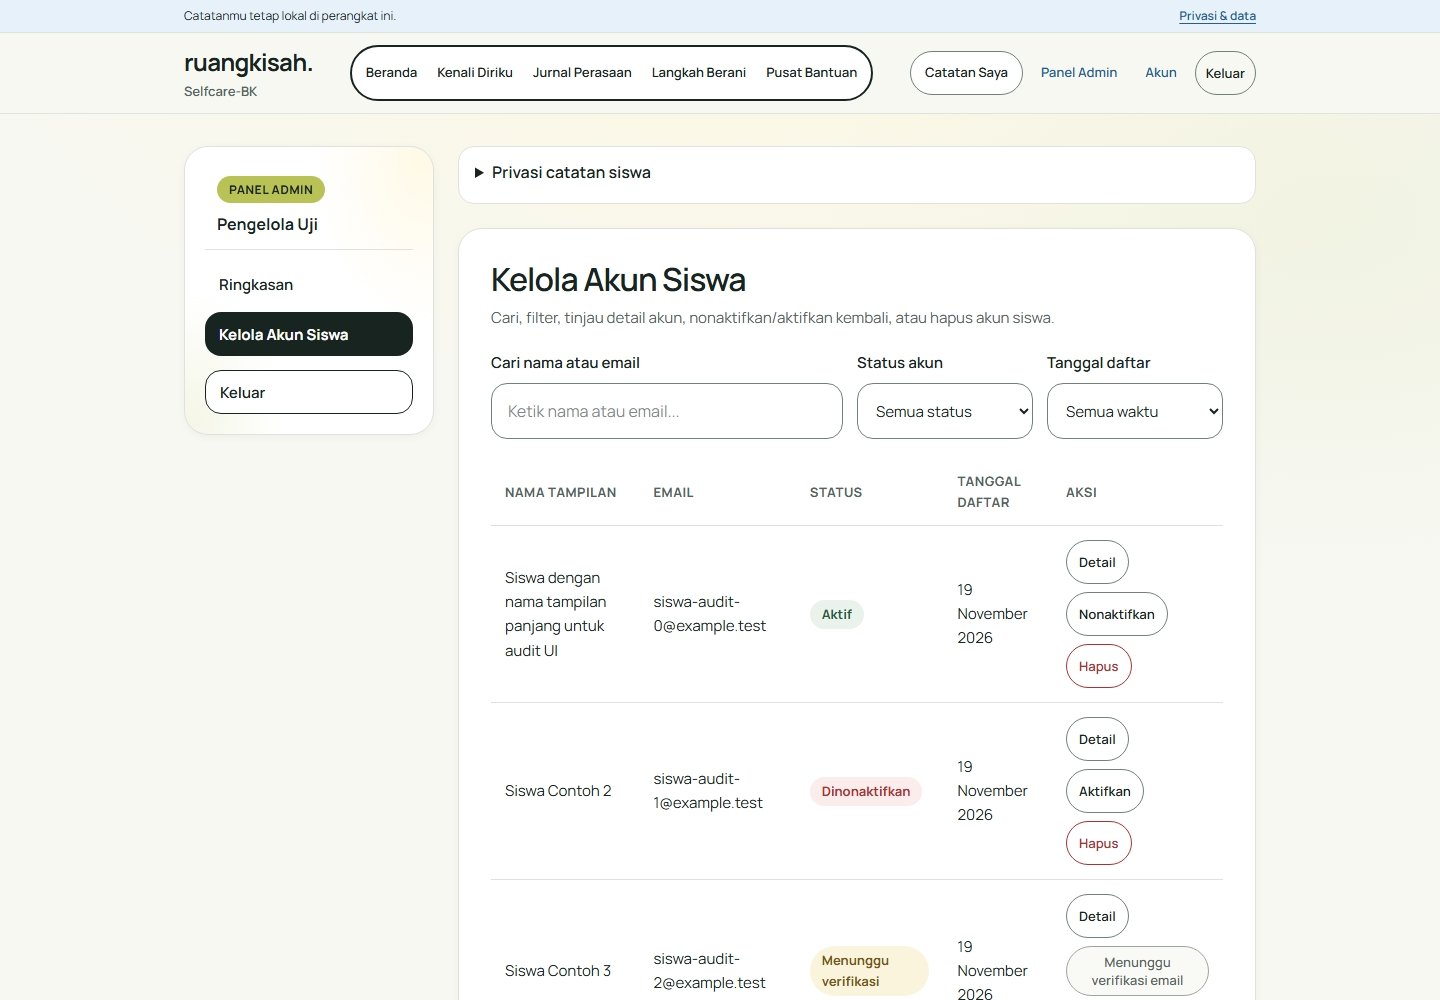 Catatanmu tetap lokal di perangkat ini.
Privasi & data
ruangkisah.
Selfcare-BK
Beranda
Kenali Diriku
Jurnal Perasaan
Langkah Berani
Pusat Bantuan
Catatan Saya
Panel Admin
Akun
Keluar
PANEL ADMIN
Pengelola Uji
Ringkasan
Kelola Akun Siswa
Keluar
Privasi catatan siswa
Kelola Akun Siswa
Cari, filter, tinjau detail akun, nonaktifkan/aktifkan kembali, atau hapus akun siswa.
Cari nama atau email
Status akun
Tanggal daftar
Ketik nama atau email...
Semua status
Semua waktu
NAMA TAMPILAN
EMAIL
STATUS
TANGGAL
DAFTAR
AKSI
Siswa dengan
nama tampilan
panjang untuk
audit UI
siswa-audit-
0@example.test
Aktif
19
November
2026
Detail
Nonaktifkan
Hapus
Siswa Contoh 2
siswa-audit-
1@example.test
Dinonaktifkan
19
November
2026
Detail
Aktifkan
Hapus
Siswa Contoh 3
siswa-audit-
2@example.test
Menunggu
verifikasi
19
November
2026
Detail
Menunggu
verifikasi email